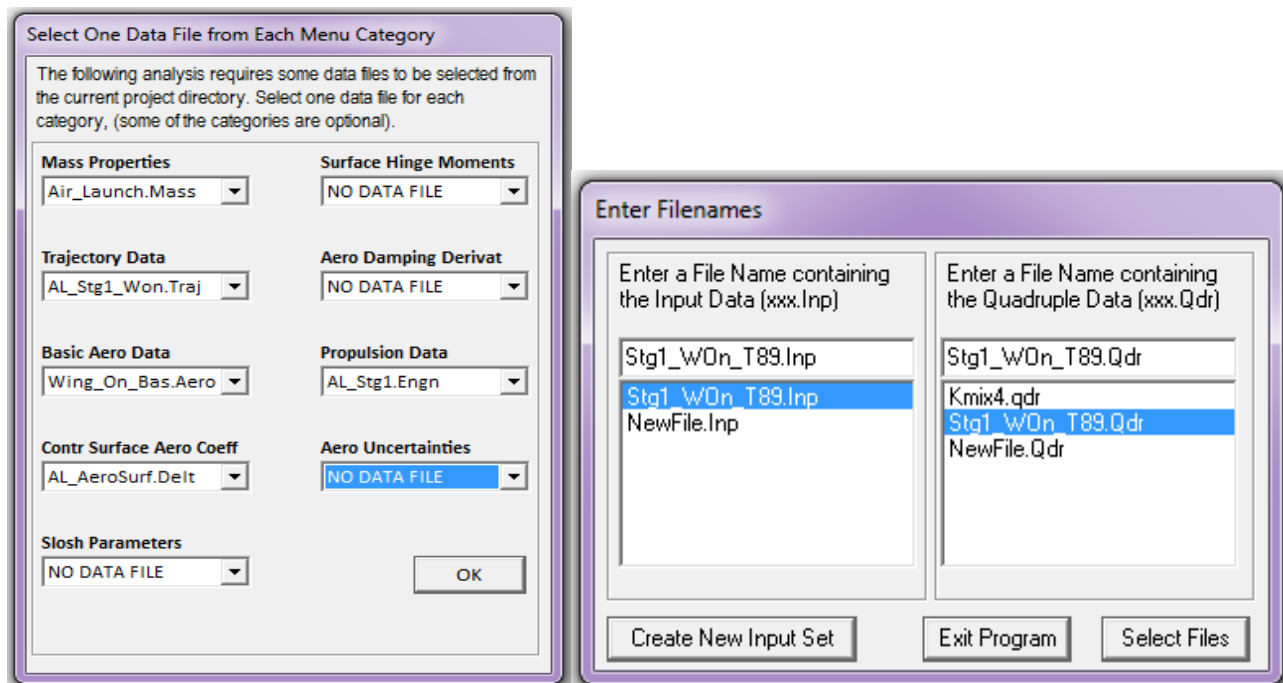 Select One Data File from Each Menu Category
The following analysis requires some data files to be selected from
the current project directory. Select one data file for each
category, (some of the categories are optional).
Mass Properties
Air_Launch.Mass
Surface Hinge Moments
NO DATA FILE
Trajectory Data
AL_Stg1_Won.Traj
Aero Damping Derivat
NO DATA FILE
Basic Aero Data
Wing_On_Bas.Aero
Propulsion Data
AL_Stg1.Engn
Contr Surface Aero Coeff
AL_AeroSurf.Delt
Aero Uncertainties
NO DATA FILE
Slosh Parameters
NO DATA FILE
OK
Enter Filenames
Enter a File Name containing
the Input Data (xxx.Inp)
Stg1_WOn_T89.Inp
Stg1_WOn_T89.Inp
NewFile.Inp
Enter a File Name containing
the Quadruple Data (xxx.Qdr)
Stg1_WOn_T89.Qdr
Kmix4.qdr
Stg1_WOn_T89.Qdr
NewFile.Qdr
Create New Input Set
Exit Program
Select Files